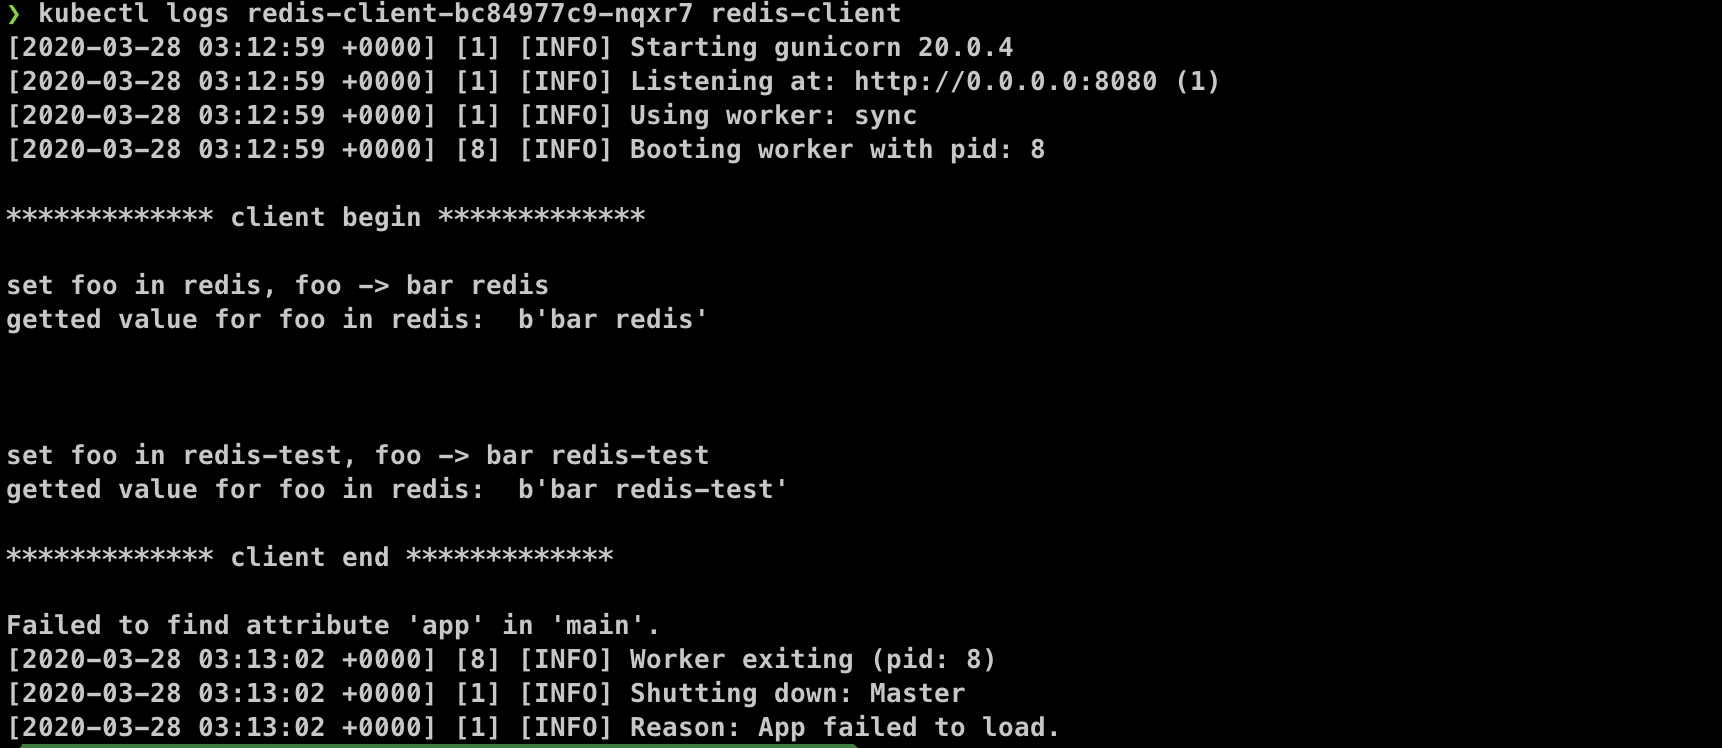 ❯ kubectl logs redis-client-bc84977c9-nqxr7 redis-client
[2020-03-28 03:12:59 +0000] [1] [INFO] Starting gunicorn 20.0.4
[2020-03-28 03:12:59 +0000] [1] [INFO] Listening at: http://0.0.0.0:8080 (1)
[2020-03-28 03:12:59 +0000] [1] [INFO] Using worker: sync
[2020-03-28 03:12:59 +0000] [8] [INFO] Booting worker with pid: 8
************* client begin *************
set foo in redis, foo -> bar redis
getted value for foo in redis:  b'bar redis'
set foo in redis-test, foo -> bar redis-test
getted value for foo in redis:  b'bar redis-test'
************* client end *************
Failed to find attribute 'app' in 'main'.
[2020-03-28 03:13:02 +0000] [8] [INFO] Worker exiting (pid: 8)
[2020-03-28 03:13:02 +0000] [1] [INFO] Shutting down: Master
[2020-03-28 03:13:02 +0000] [1] [INFO] Reason: App failed to load.